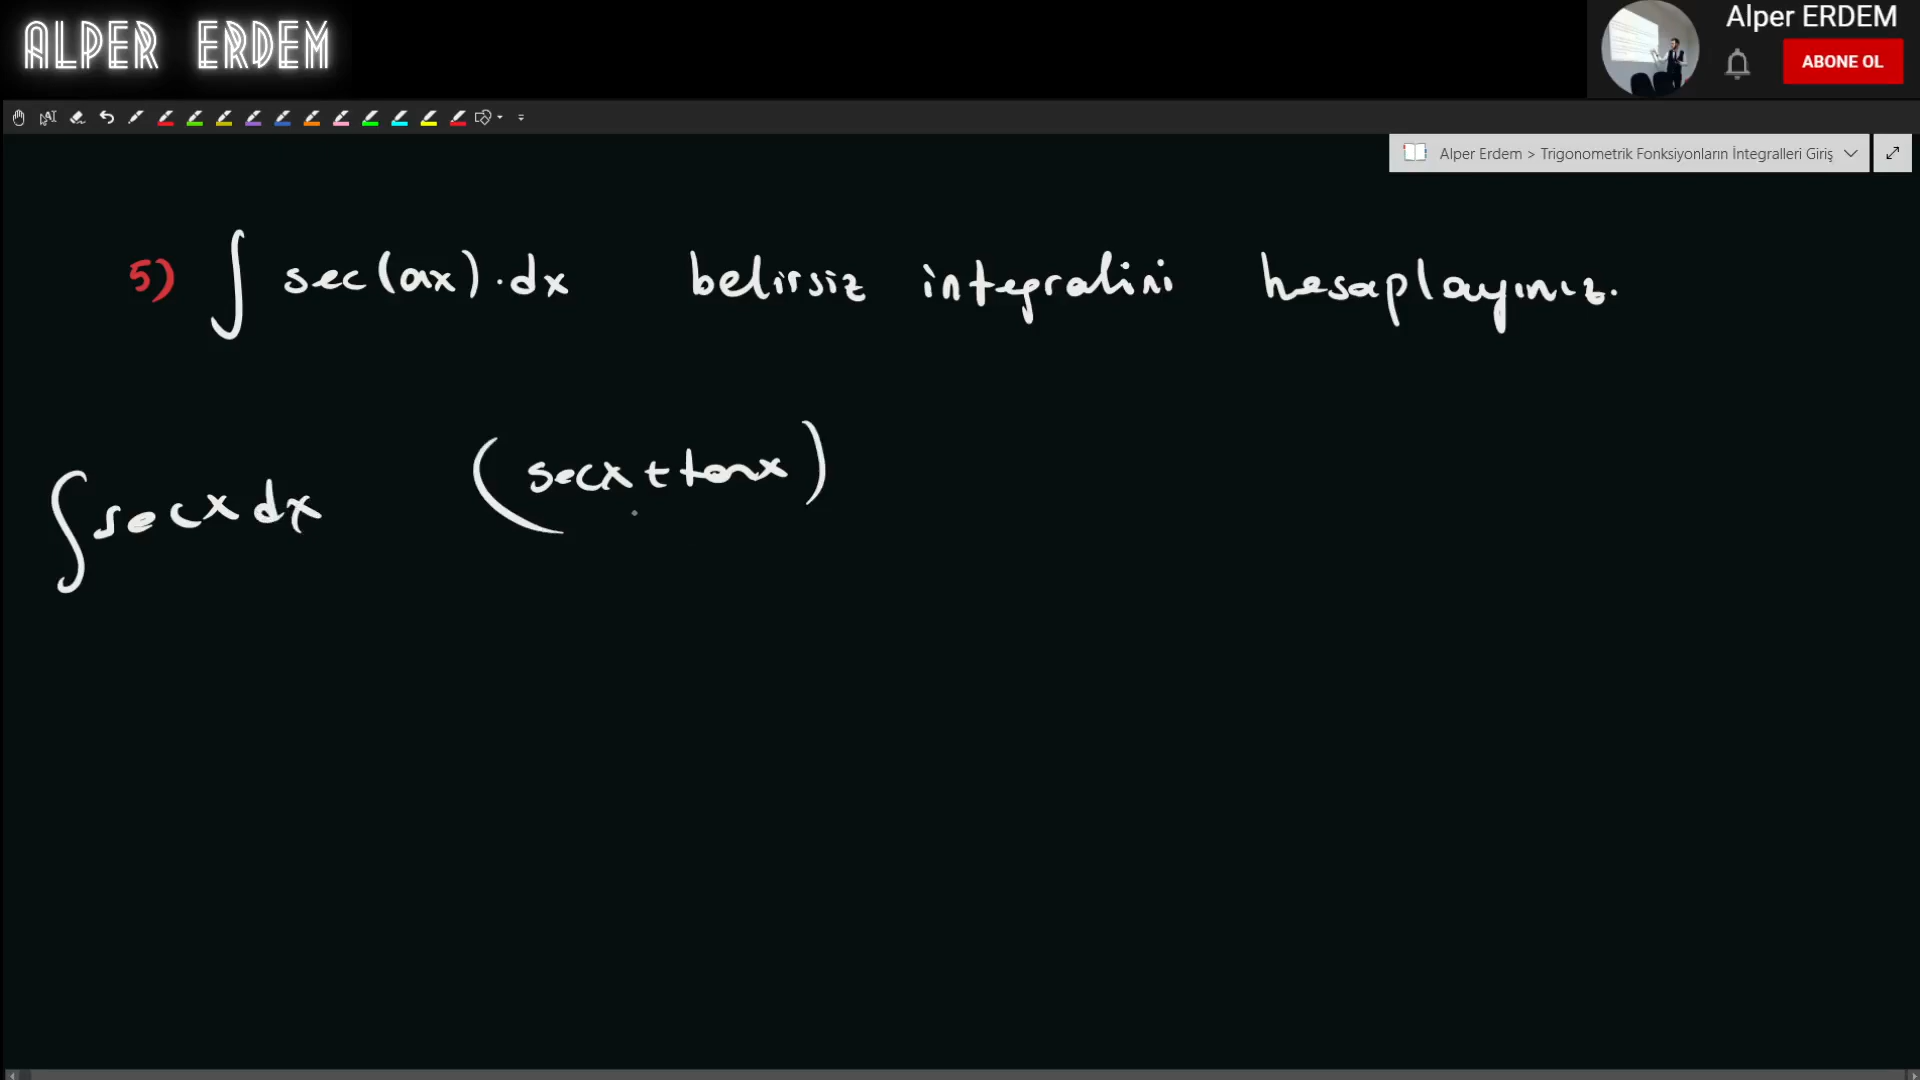 ALPER ERDEM
Alper ERDEM
ABONE OL
Alper Erdem > Trigonometrik Fonksiyonların İntegralleri Giriş
5) ∫ sec(ax) · dx belirsiz integralini hesaplayınız.
∫ secx dx (secx + tanx)